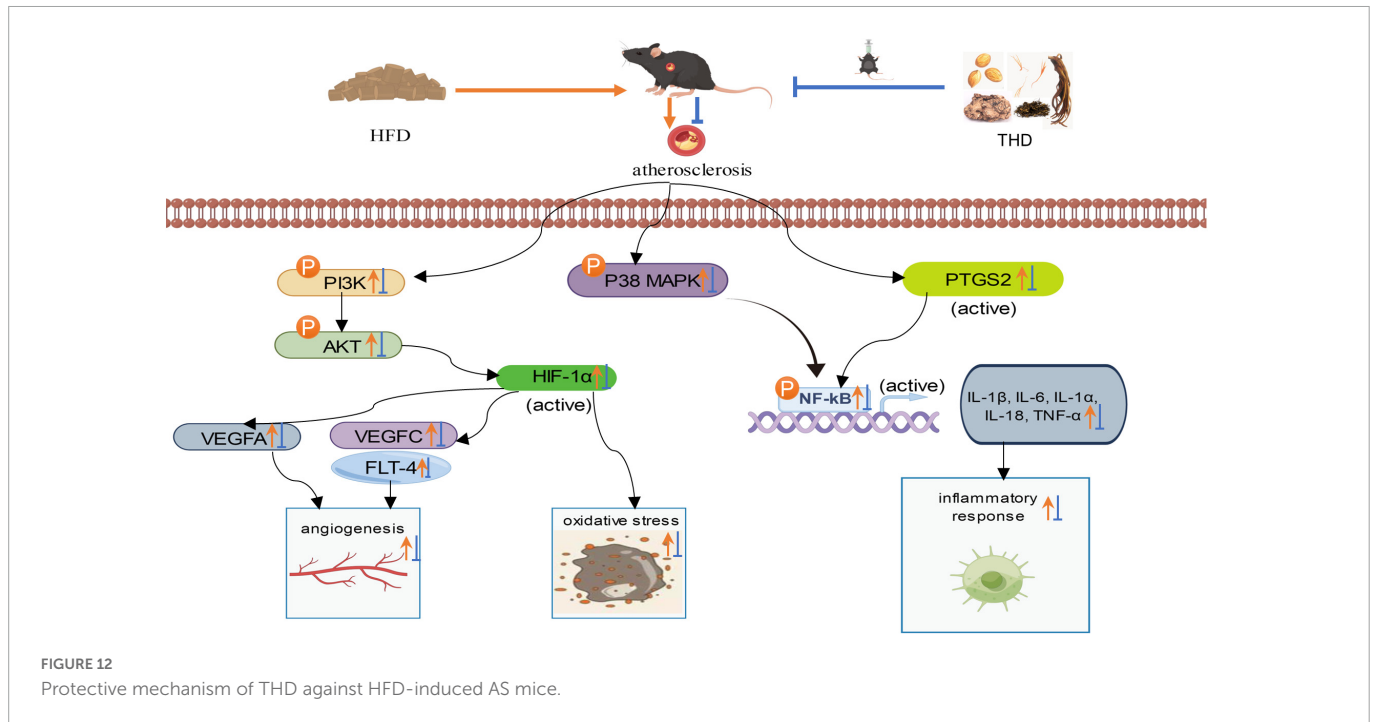 HFD
THD
atherosclerosis
P
PI3K
P
P38 MAPK
PTGS2
(active)
P
AKT
HIF-1α
(active)
P
NF-kB
(active)
IL-1β, IL-6, IL-1α,
IL-18, TNF-α
VEGFA
VEGFC
FLT-4
angiogenesis
oxidative stress
inflammatory
response
FIGURE 12
Protective mechanism of THD against HFD-induced AS mice.